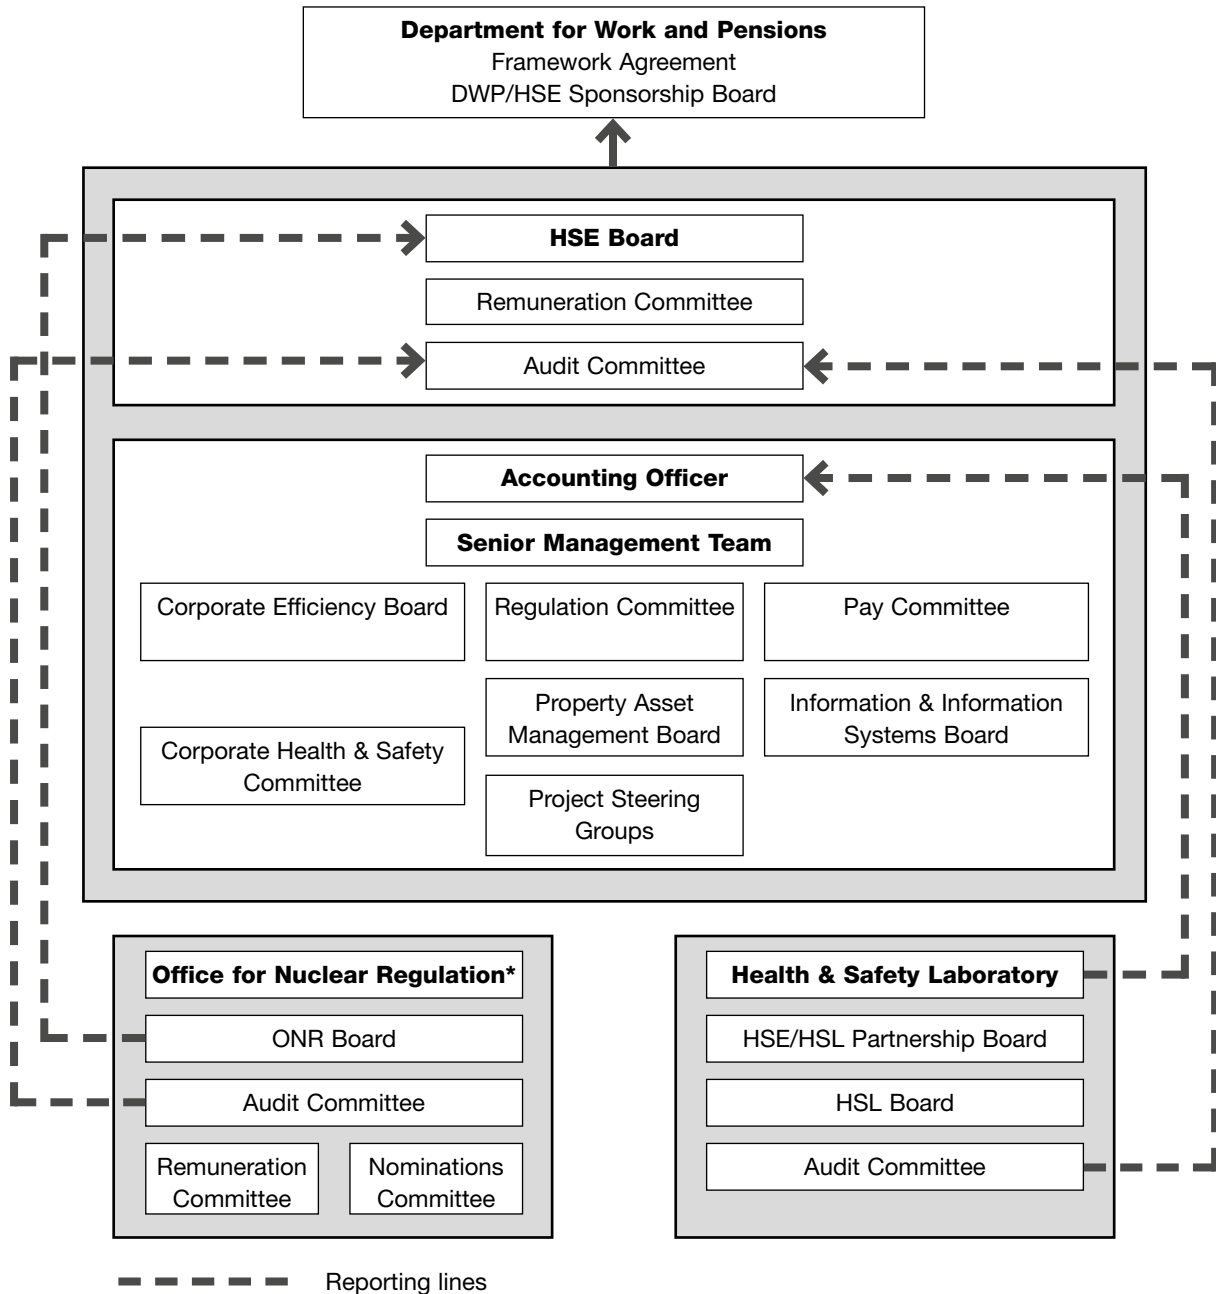 Department for Work and Pensions
Framework Agreement
DWP/HSE Sponsorship Board
HSE Board
Remuneration Committee
Audit Committee
Accounting Officer
Senior Management Team
Corporate Efficiency Board
Regulation Committee
Pay Committee
Property Asset
Management Board
Information & Information
Systems Board
Corporate Health & Safety
Committee
Project Steering
Groups
Office for Nuclear Regulation*
ONR Board
Audit Committee
Remuneration
Committee
Nominations
Committee
Health & Safety Laboratory
HSE/HSL Partnership Board
HSL Board
Audit Committee
Reporting lines